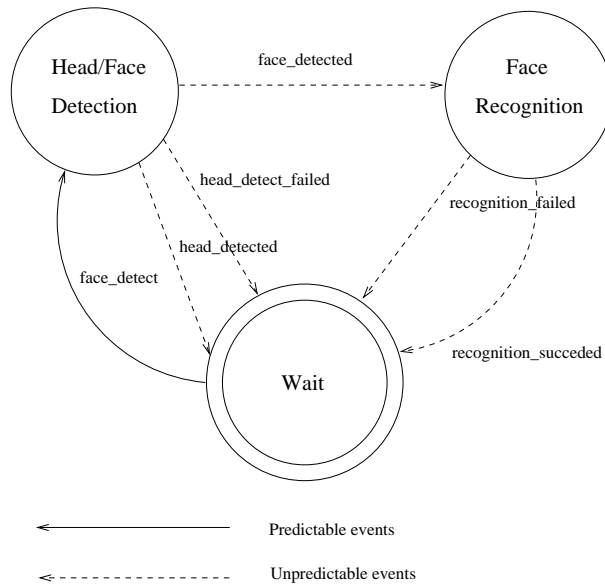 Head/Face
Detection
face_detected
Face
Recognition
head_detect_failed
recognition_failed
head_detected
face_detect
recognition_succeded
Wait
Predictable events
Unpredictable events